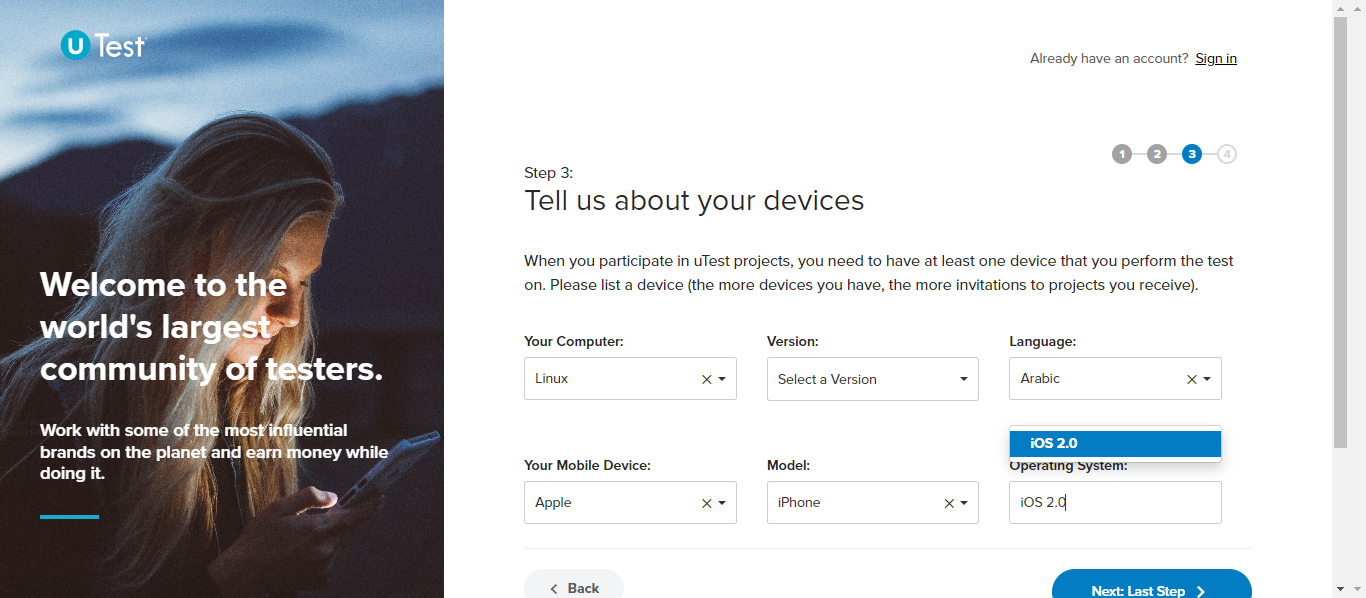 U Test
Already have an account? Sign in
1 2 3 4
Step 3:
Tell us about your devices
When you participate in uTest projects, you need to have at least one device that you perform the test
on. Please list a device (the more devices you have, the more invitations to projects you receive).
Welcome to the
world's largest
community of testers.
Work with some of the most influential
brands on the planet and earn money while
doing it.
Your Computer: Version: Language:
Linux Select a Version Arabic
iOS 2.0
Your Mobile Device: Model: Operating System:
Apple iPhone iOS 2.0
Back Next: Last Step